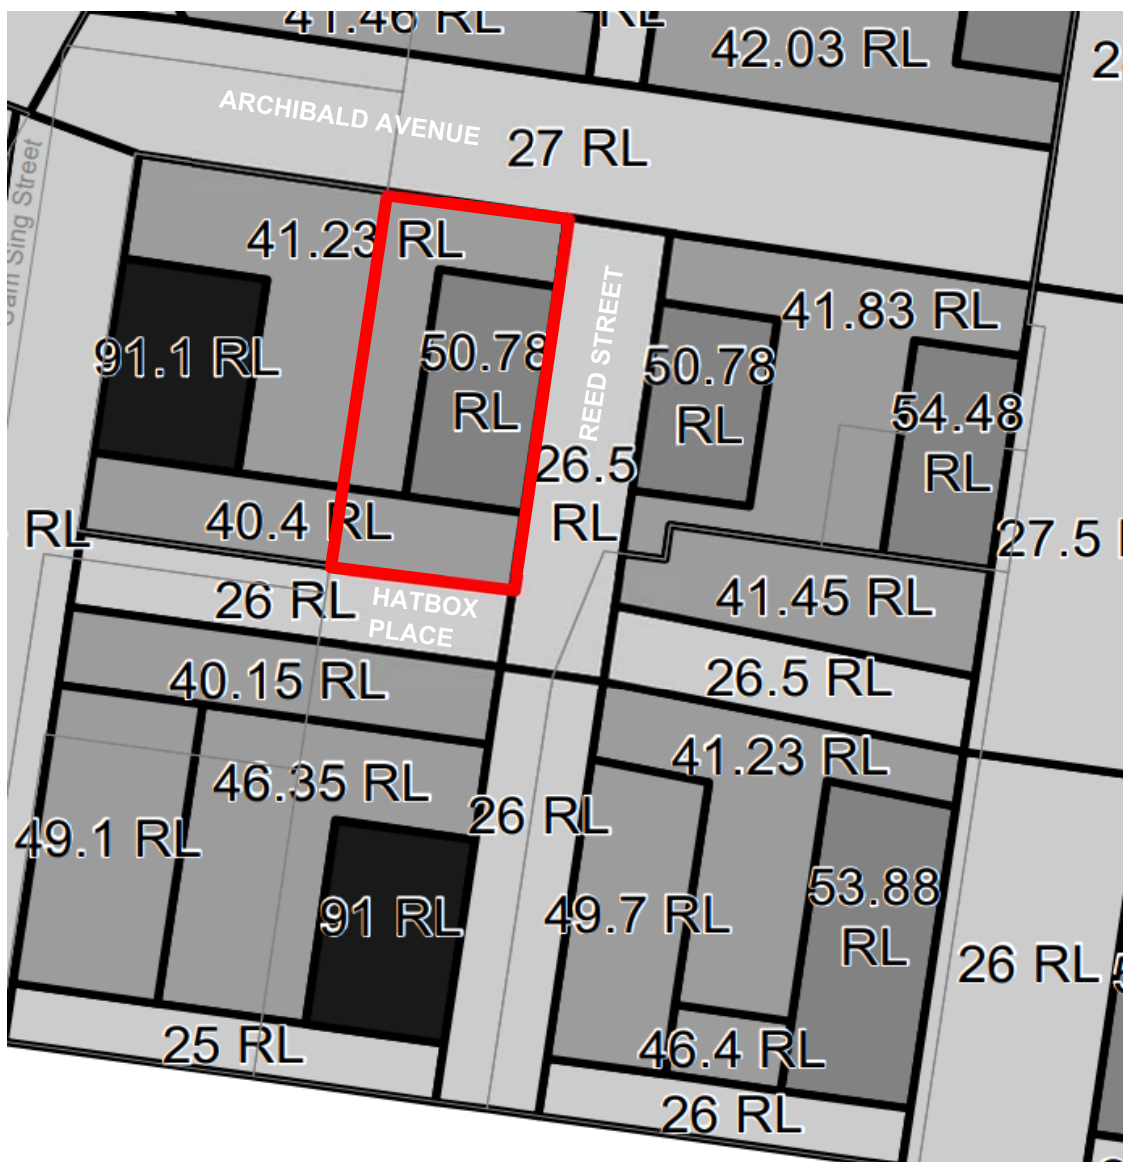 41.46 RL
RL
42.03 RL
ARCHIBALD AVENUE
27 RL
Sam Sing Street
41.23 RL
REED STREET
41.83 RL
91.1 RL
50.78
RL
50.78
RL
54.48
RL
26.5
RL
40.4 RL
RL
27.5
26 RL
HATBOX
PLACE
41.45 RL
40.15 RL
26.5 RL
41.23 RL
46.35 RL
26 RL
49.1 RL
91 RL
49.7 RL
53.88
RL
26 RL
25 RL
46.4 RL
26 RL